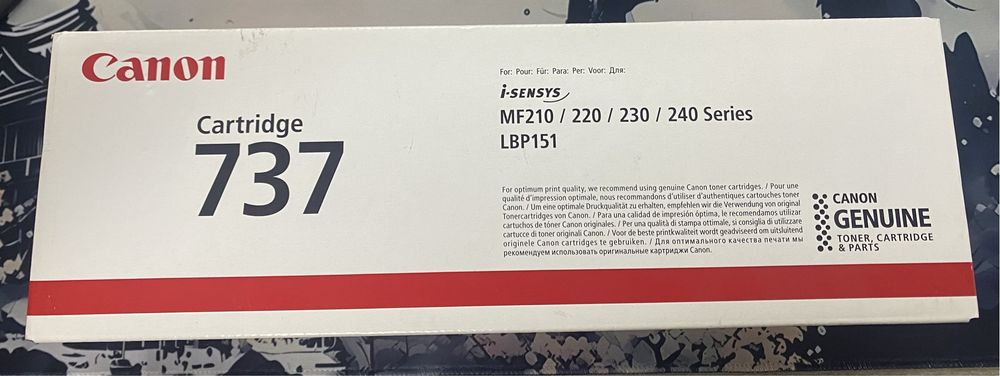 Canon
Cartridge
737
For: Pour: Für: Para: Per: Voor: Для:
i-SENSYS
MF210 / 220 / 230 / 240 Series
LBP151
For optimum print quality, we recommend using genuine Canon toner cartridges. / Pour une
qualité d'impression optimale, nous recommandons d'utiliser d'authentiques cartouches toner
Canon. / Um eine optimale Druckqualität zu erhalten, empfehlen wir die Verwendung von original
Tonercartridges von Canon. / Para una calidad de impresión óptima, le recomendamos utilizar
cartuchos de tóner Canon originales. / Per una qualità di stampa ottimale, si consiglia di utilizzare
cartucce di toner originali Canon. / Voor de beste printkwaliteit wordt geadviseerd om uitsluitend
originele Canon cartridges te gebruiken. / Для оптимального качества печати мы
рекомендуем использовать оригинальные картриджи Canon.
CANON
GENUINE
TONER, CARTRIDGE
& PARTS